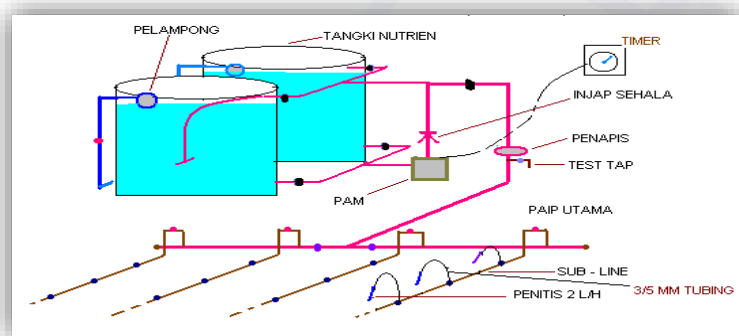 PELAMPONG
TANGKI NUTRIEN
TIMER
INJAP SEHALA
PENAPIS
TEST TAP
PAM
PAIP UTAMA
SUB - LINE
3/5 MM TUBING
PENITIS 2 L/H